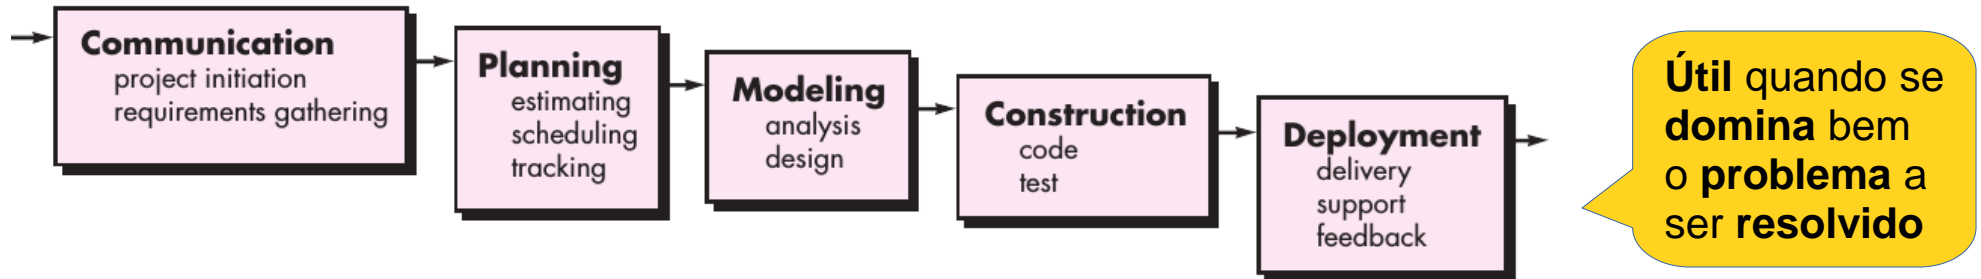 Communication
project initiation
requirements gathering
Planning
estimating
scheduling
tracking
Modeling
analysis
design
Construction
code
test
Deployment
delivery
support
feedback
Útil quando se
domina bem
o problema a
ser resolvido